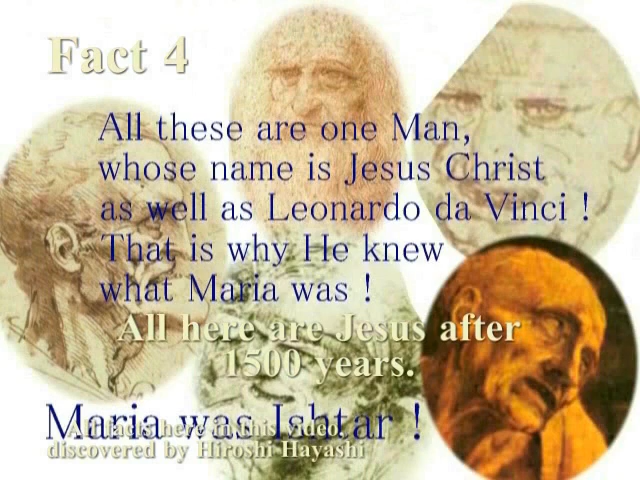 Fact 4
All these are one Man,
whose name is Jesus Christ
as well as Leonardo da Vinci !
That is why He knew
what Maria was !
All here are Jesus after
1500 years.
Maria was Ishtar !
All facts here in this video,
discovered by Hiroshi Hayashi